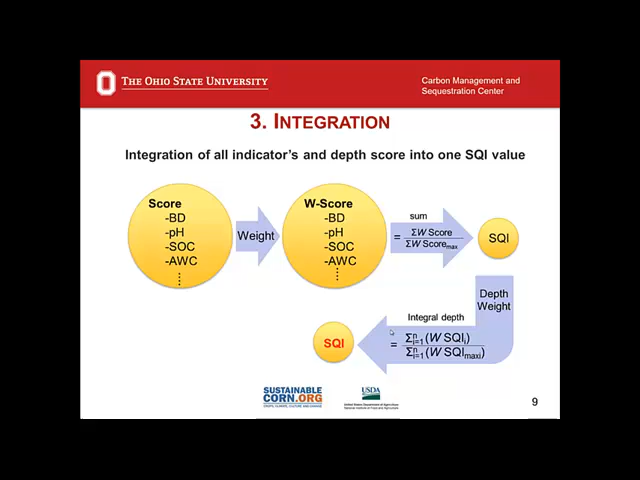 THE OHIO STATE UNIVERSITY
Carbon Management and
Sequestration Center
3. INTEGRATION
Integration of all indicator's and depth score into one SQI value
Score
-BD
-pH
-SOC
-AWC
⋮
Weight
W-Score
-BD
-pH
-SOC
-AWC
⋮
sum
= ΣW Score
ΣW Scoremax
SQI
Depth
Weight
Integral depth
= Σⁿi=1(W SQIi)
Σⁿi=1(W SQImaxi)
SQI
SUSTAINABLE
CORN.ORG
CROPS, CLIMATE, CULTURE AND CHANGE
USDA
United States Department of Agriculture
National Institute of Food and Agriculture
9